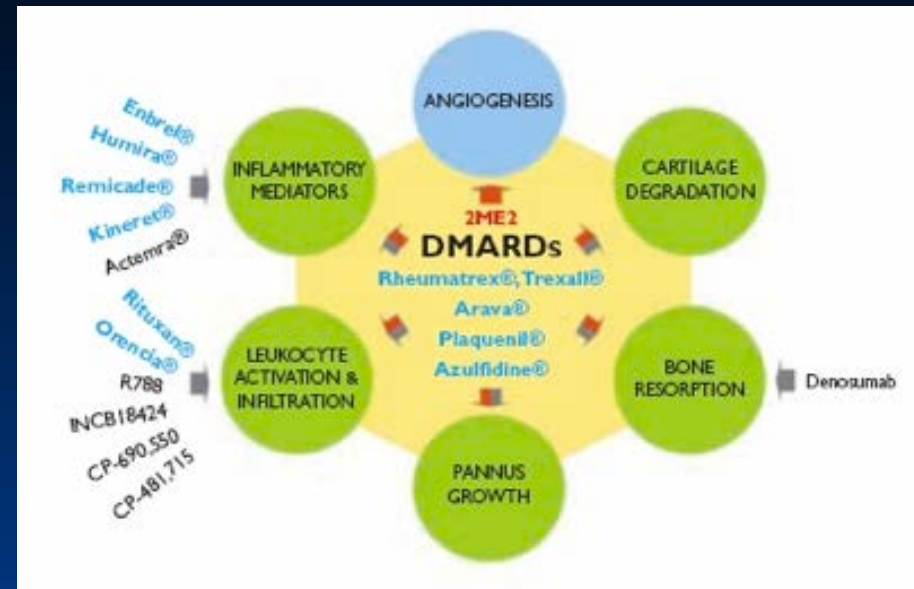 ANGIOGENESIS
Enbrel®
Humira®
Remicade®
Kineret®
Actemra®
INFLAMMATORY
MEDIATORS
CARTILAGE
DEGRADATION
2ME2
DMARDs
Rheumatrex®, Trexall®
Arava®
Plaquenil®
Azulfidine®
Rituxan®
Orencia®
R788
INCB18424
CP-690,550
CP-481,715
LEUKOCYTE
ACTIVATION &
INFILTRATION
BONE
RESORPTION
Denosumab
PANNUS
GROWTH